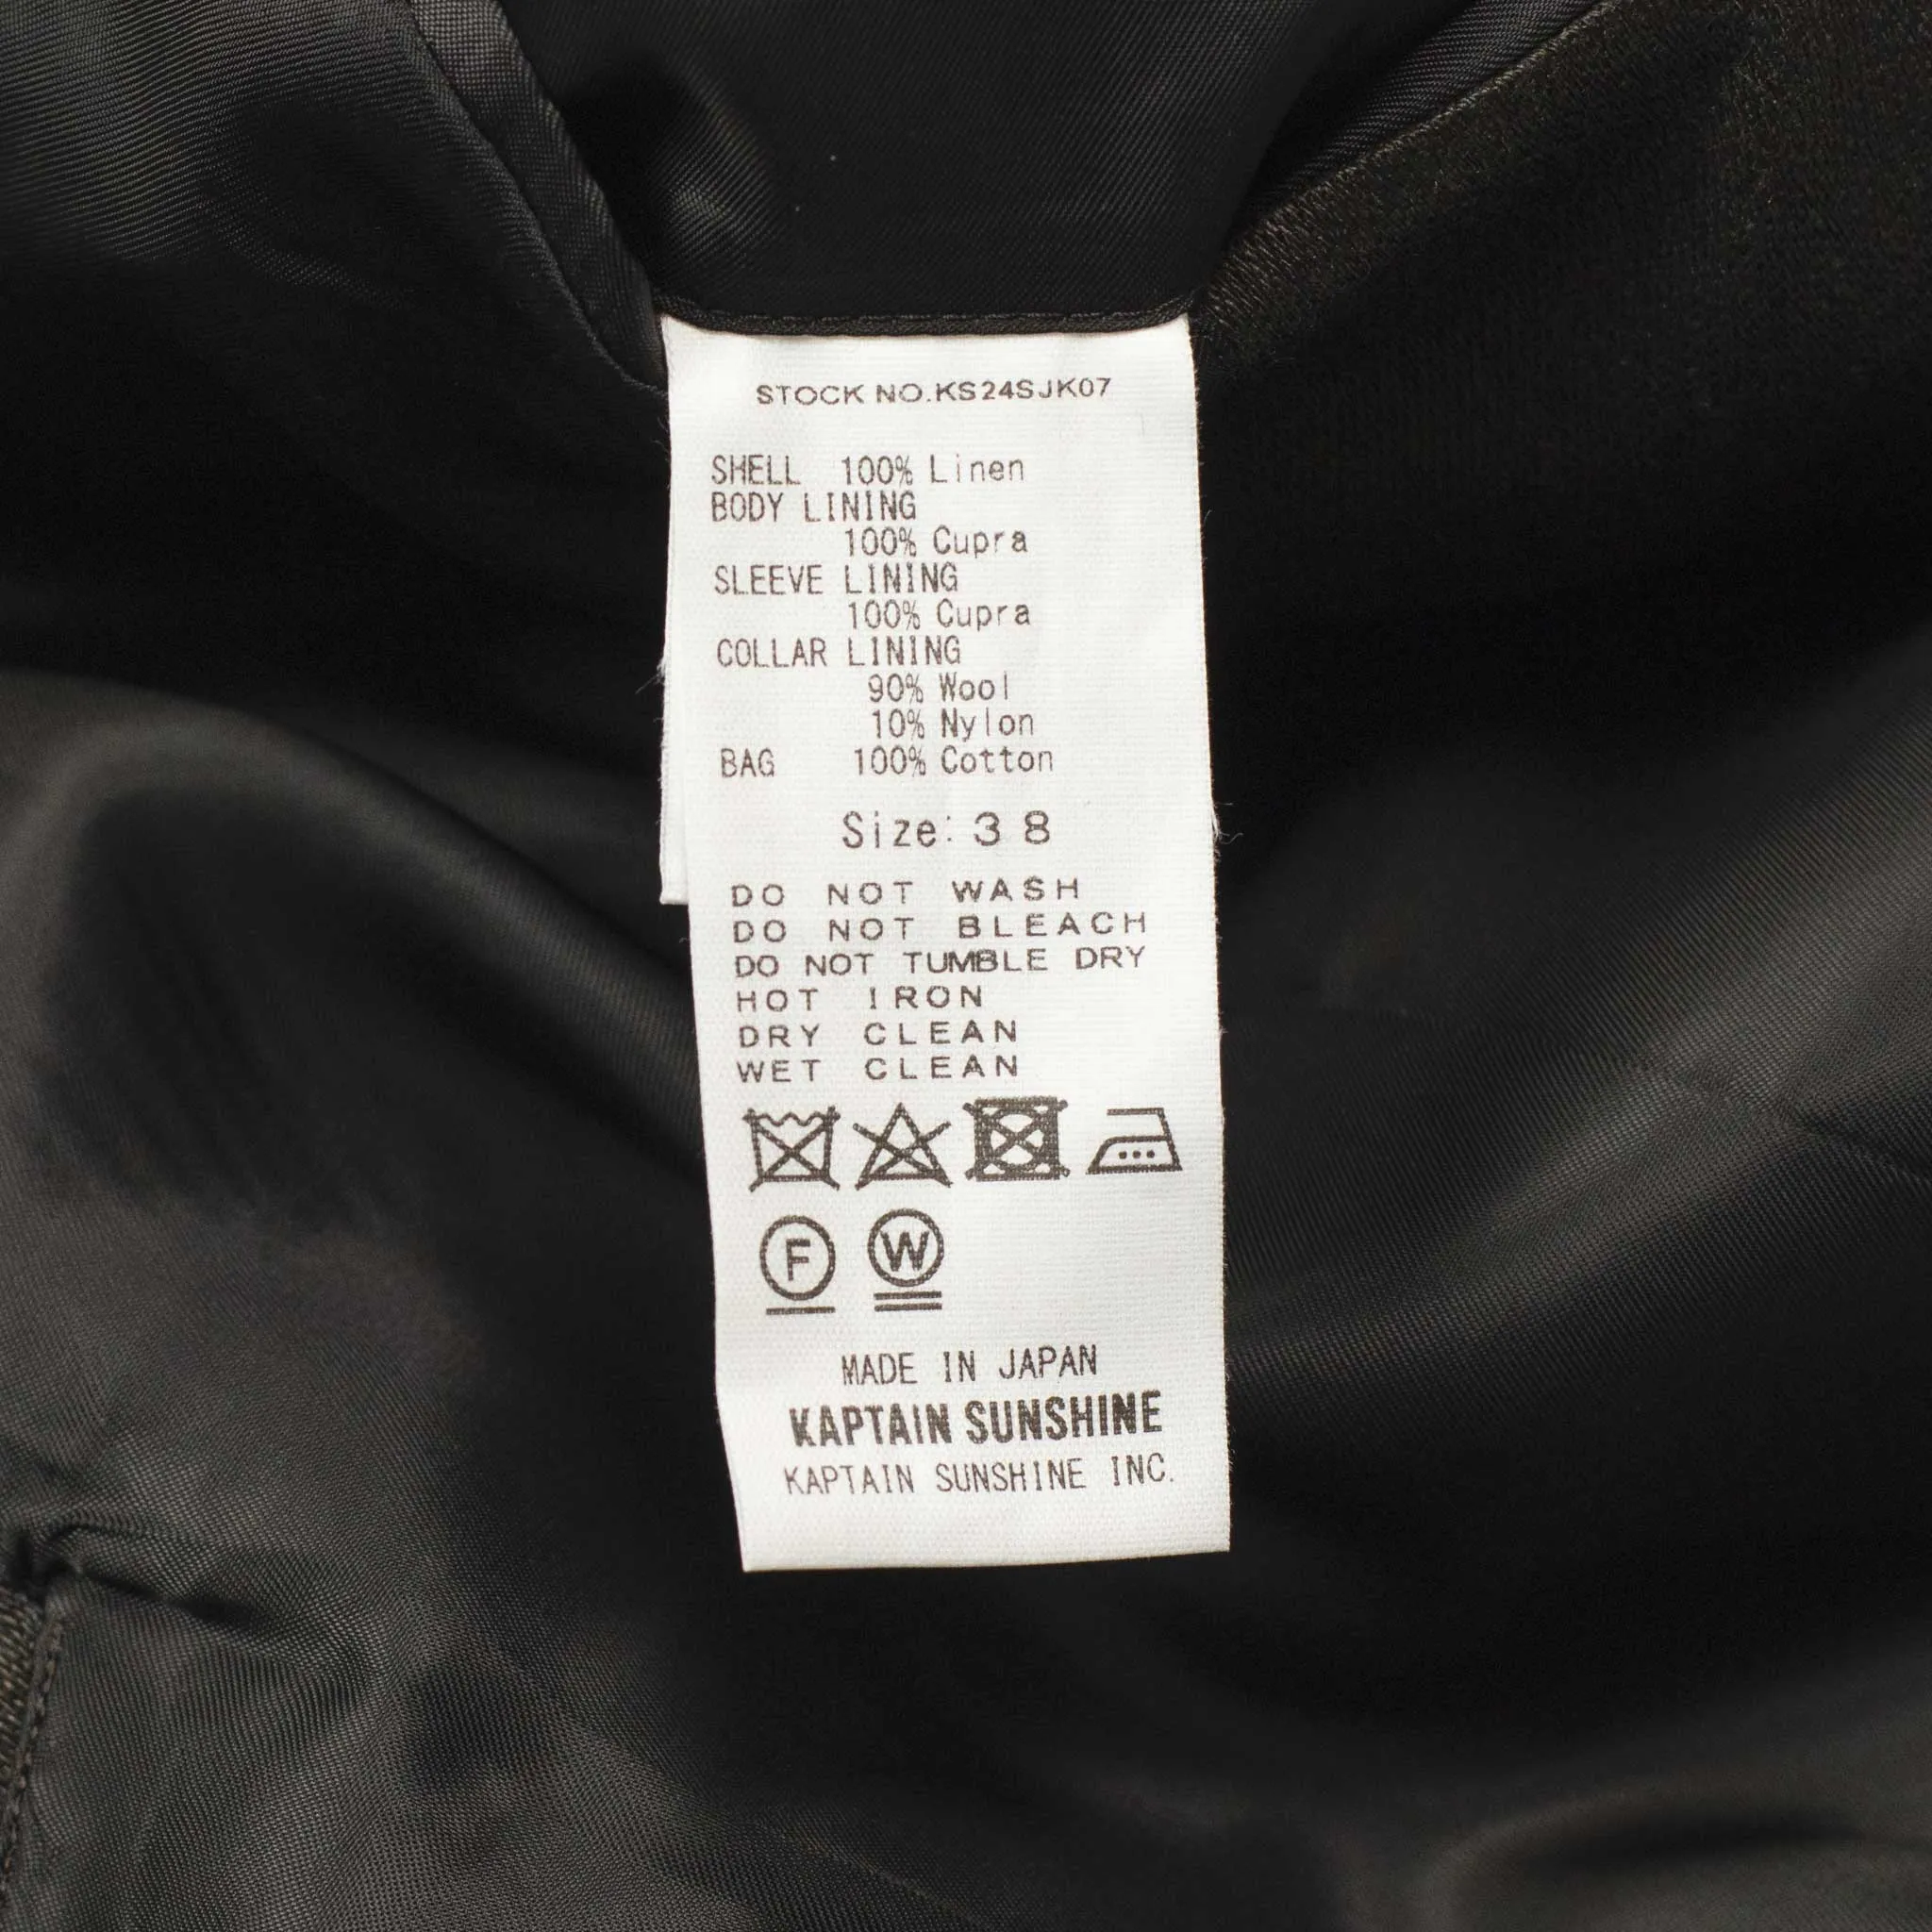 STOCK NO.KS24SJK07
SHELL 100% Linen
BODY LINING
100% Cupra
SLEEVE LINING
100% Cupra
COLLAR LINING
90% Wool
10% Nylon
BAG 100% Cotton
Size: 38
DO NOT WASH
DO NOT BLEACH
DO NOT TUMBLE DRY
HOT IRON
DRY CLEAN
WET CLEAN
F W
MADE IN JAPAN
KAPTAIN SUNSHINE
KAPTAIN SUNSHINE INC.